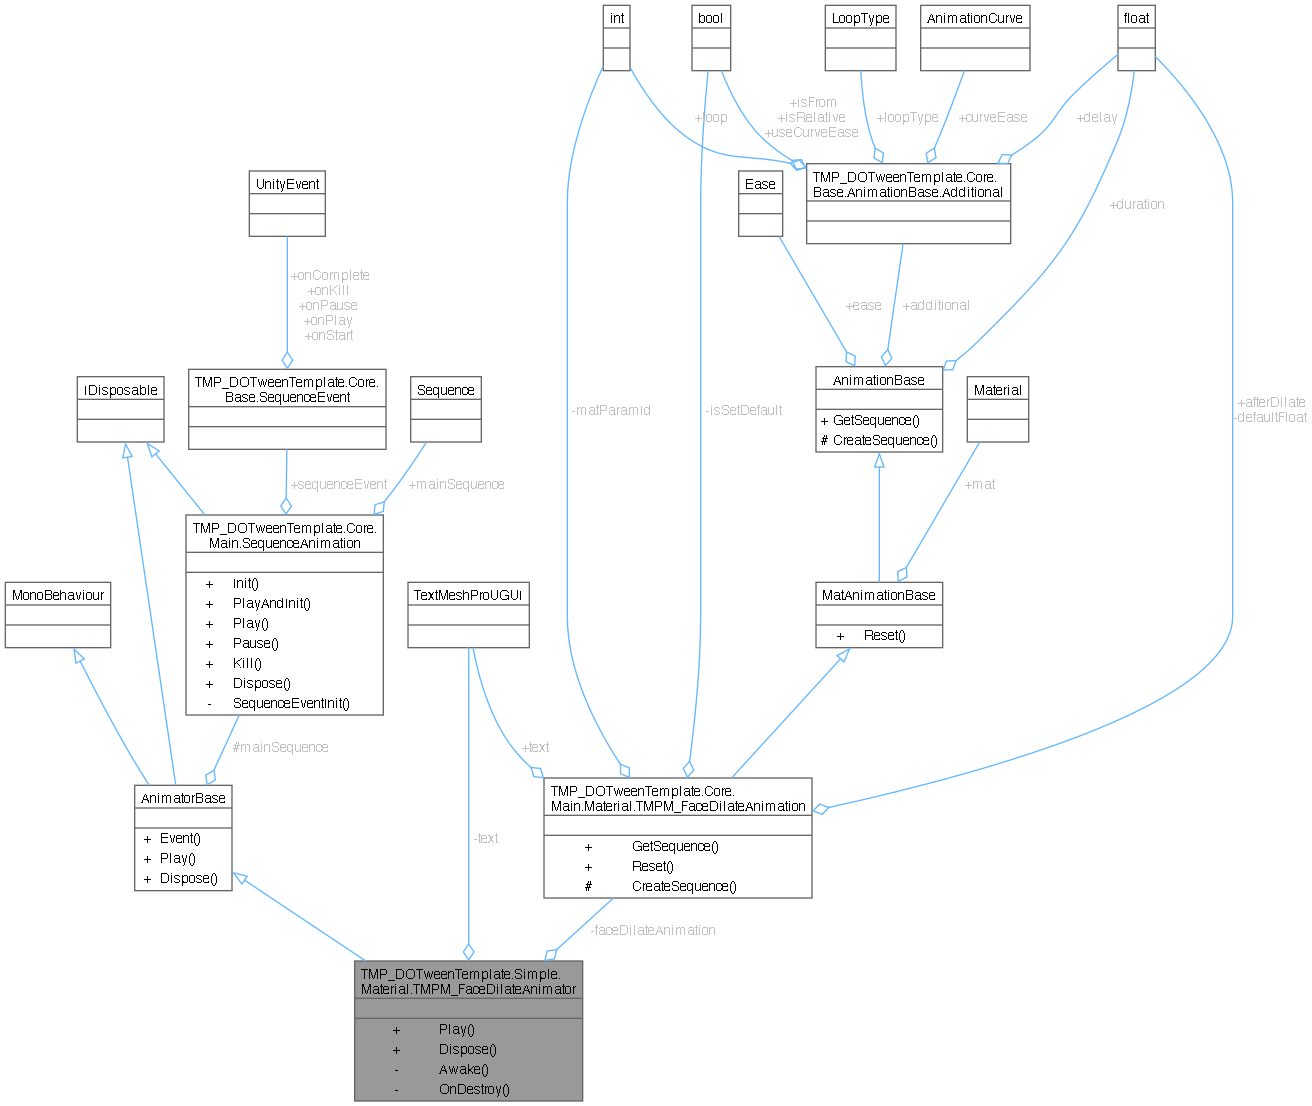 int
bool
LoopType
AnimationCurve
float
+loop
+isFrom
+isRelative
+useCurveEase
+loopType
+curveEase
+delay
UnityEvent
Ease
TMP_DOTweenTemplate.Core.
Base.AnimationBase.Additional
+duration
+onComplete
+onKill
+onPause
+onPlay
+onStart
+ease
+additional
IDisposable
TMP_DOTweenTemplate.Core.
Base.SequenceEvent
Sequence
-matParamId
-isSetDefault
AnimationBase
+ GetSequence()
# CreateSequence()
Material
+afterDilate
-defaultFloat
+sequenceEvent
+mainSequence
+mat
TMP_DOTweenTemplate.Core.
Main.SequenceAnimation
+ Init()
+ PlayAndInit()
+ Play()
+ Pause()
+ Kill()
+ Dispose()
- SequenceEventInit()
MonoBehaviour
TextMeshProUGUI
MatAnimationBase
+ Reset()
#mainSequence
+text
AnimatorBase
+ Event()
+ Play()
+ Dispose()
-text
TMP_DOTweenTemplate.Core.
Main.Material.TMPM_FaceDilateAnimation
+ GetSequence()
+ Reset()
# CreateSequence()
-faceDilateAnimation
TMP_DOTweenTemplate.Simple.
Material.TMPM_FaceDilateAnimator
+ Play()
+ Dispose()
- Awake()
- OnDestroy()